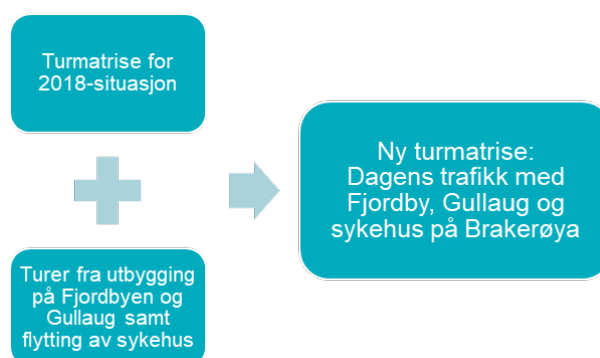 Turmatrise for
2018-situasjon
Turer fra utbygging
på Fjordbyen og
Gullaug samt
flytting av sykehus
Ny turmatrise:
Dagens trafikk med
Fjordby, Gullaug og
sykehus på Brakerøya